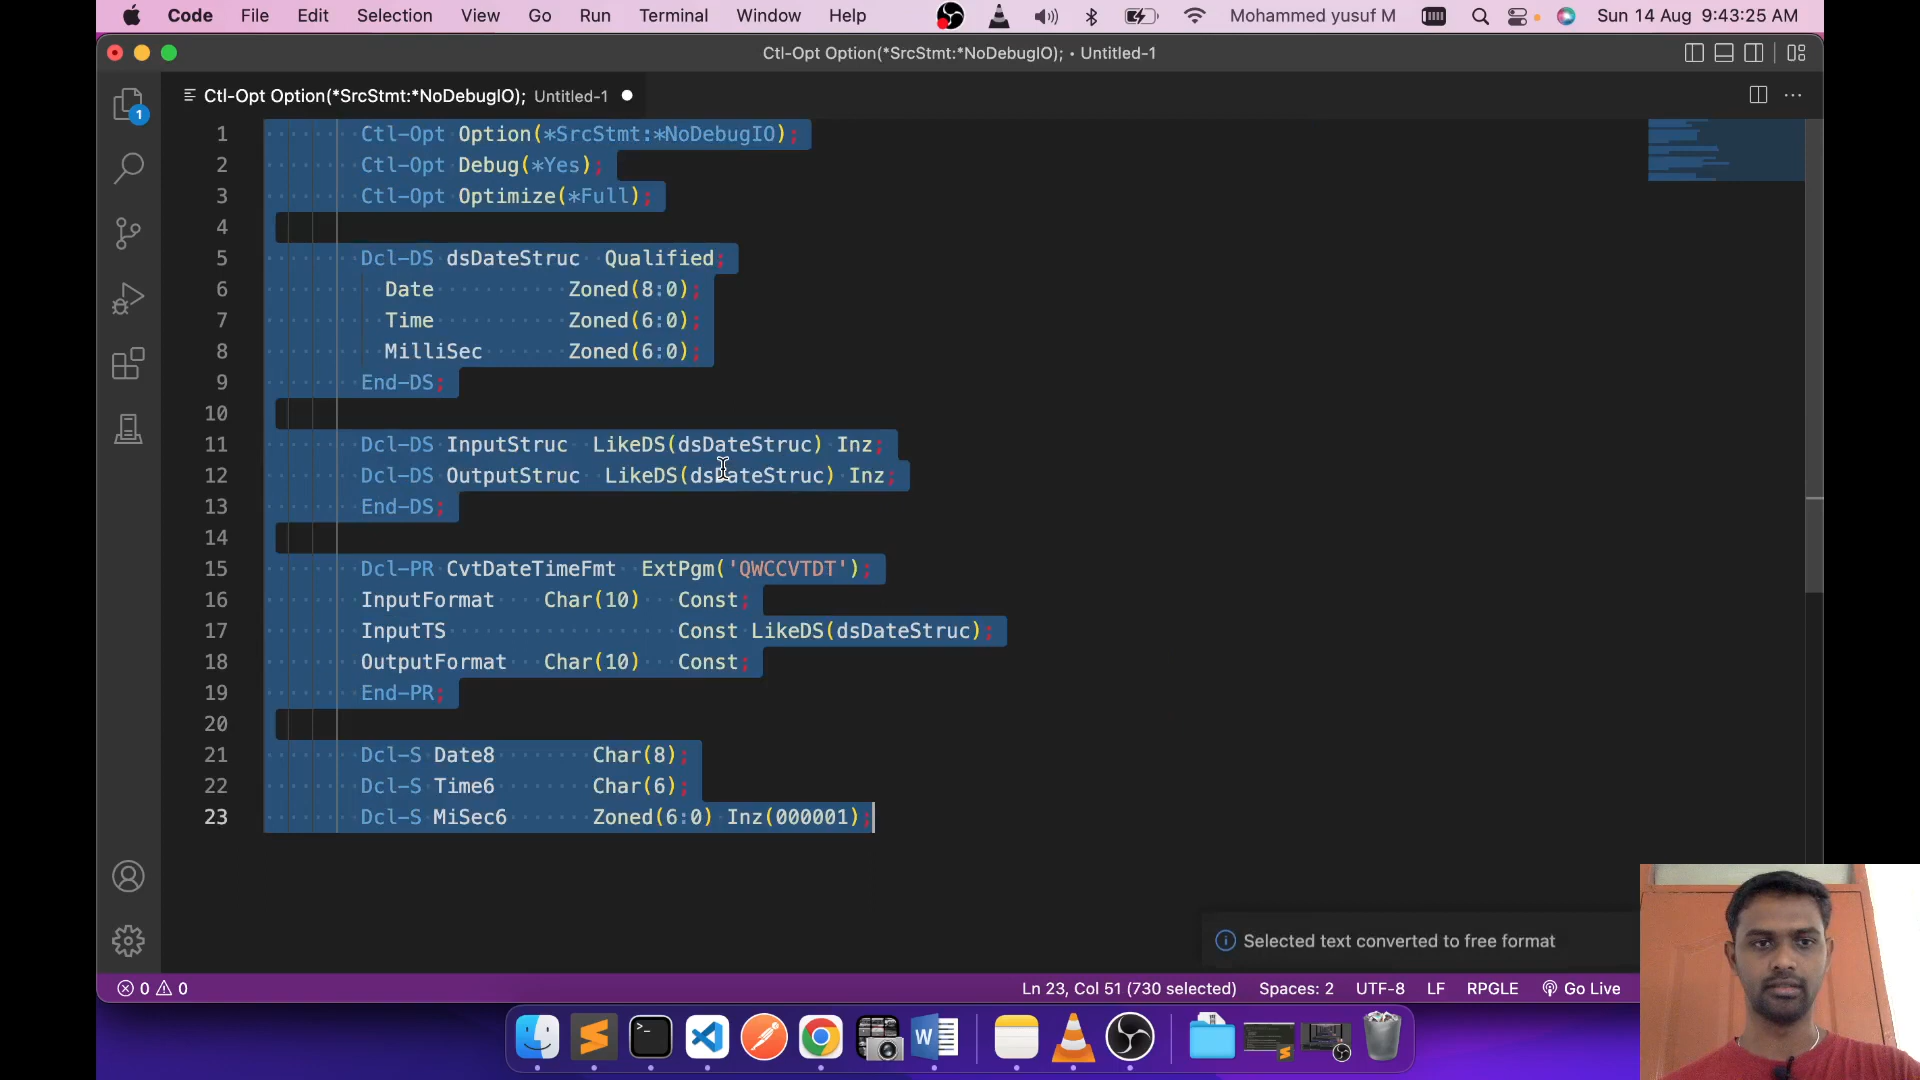 Code File Edit Selection View Go Run Terminal Window Help Mohammed yusuf M Sun 14 Aug 9:43:25 AM
Ctl-Opt Option(*SrcStmt:*NoDebugIO); • Untitled-1
Ctl-Opt Option(*SrcStmt:*NoDebugIO); Untitled-1
1
1 Ctl-Opt Option(*SrcStmt:*NoDebugIO);
2 Ctl-Opt Debug(*Yes);
3 Ctl-Opt Optimize(*Full);
4
5 Dcl-DS dsDateStruc Qualified;
6 Date Zoned(8:0);
7 Time Zoned(6:0);
8 MilliSec Zoned(6:0);
9 End-DS;
10
11 Dcl-DS InputStruc LikeDS(dsDateStruc) Inz;
12 Dcl-DS OutputStruc LikeDS(dsDateStruc) Inz;
13 End-DS;
14
15 Dcl-PR CvtDateTimeFmt ExtPgm('QWCCVTDT');
16 InputFormat Char(10) Const;
17 InputTS Const LikeDS(dsDateStruc);
18 OutputFormat Char(10) Const;
19 End-PR;
20
21 Dcl-S Date8 Char(8);
22 Dcl-S Time6 Char(6);
23 Dcl-S MiSec6 Zoned(6:0) Inz(000001);
Selected text converted to free format
0 0 Ln 23, Col 51 (730 selected) Spaces: 2 UTF-8 LF RPGLE Go Live